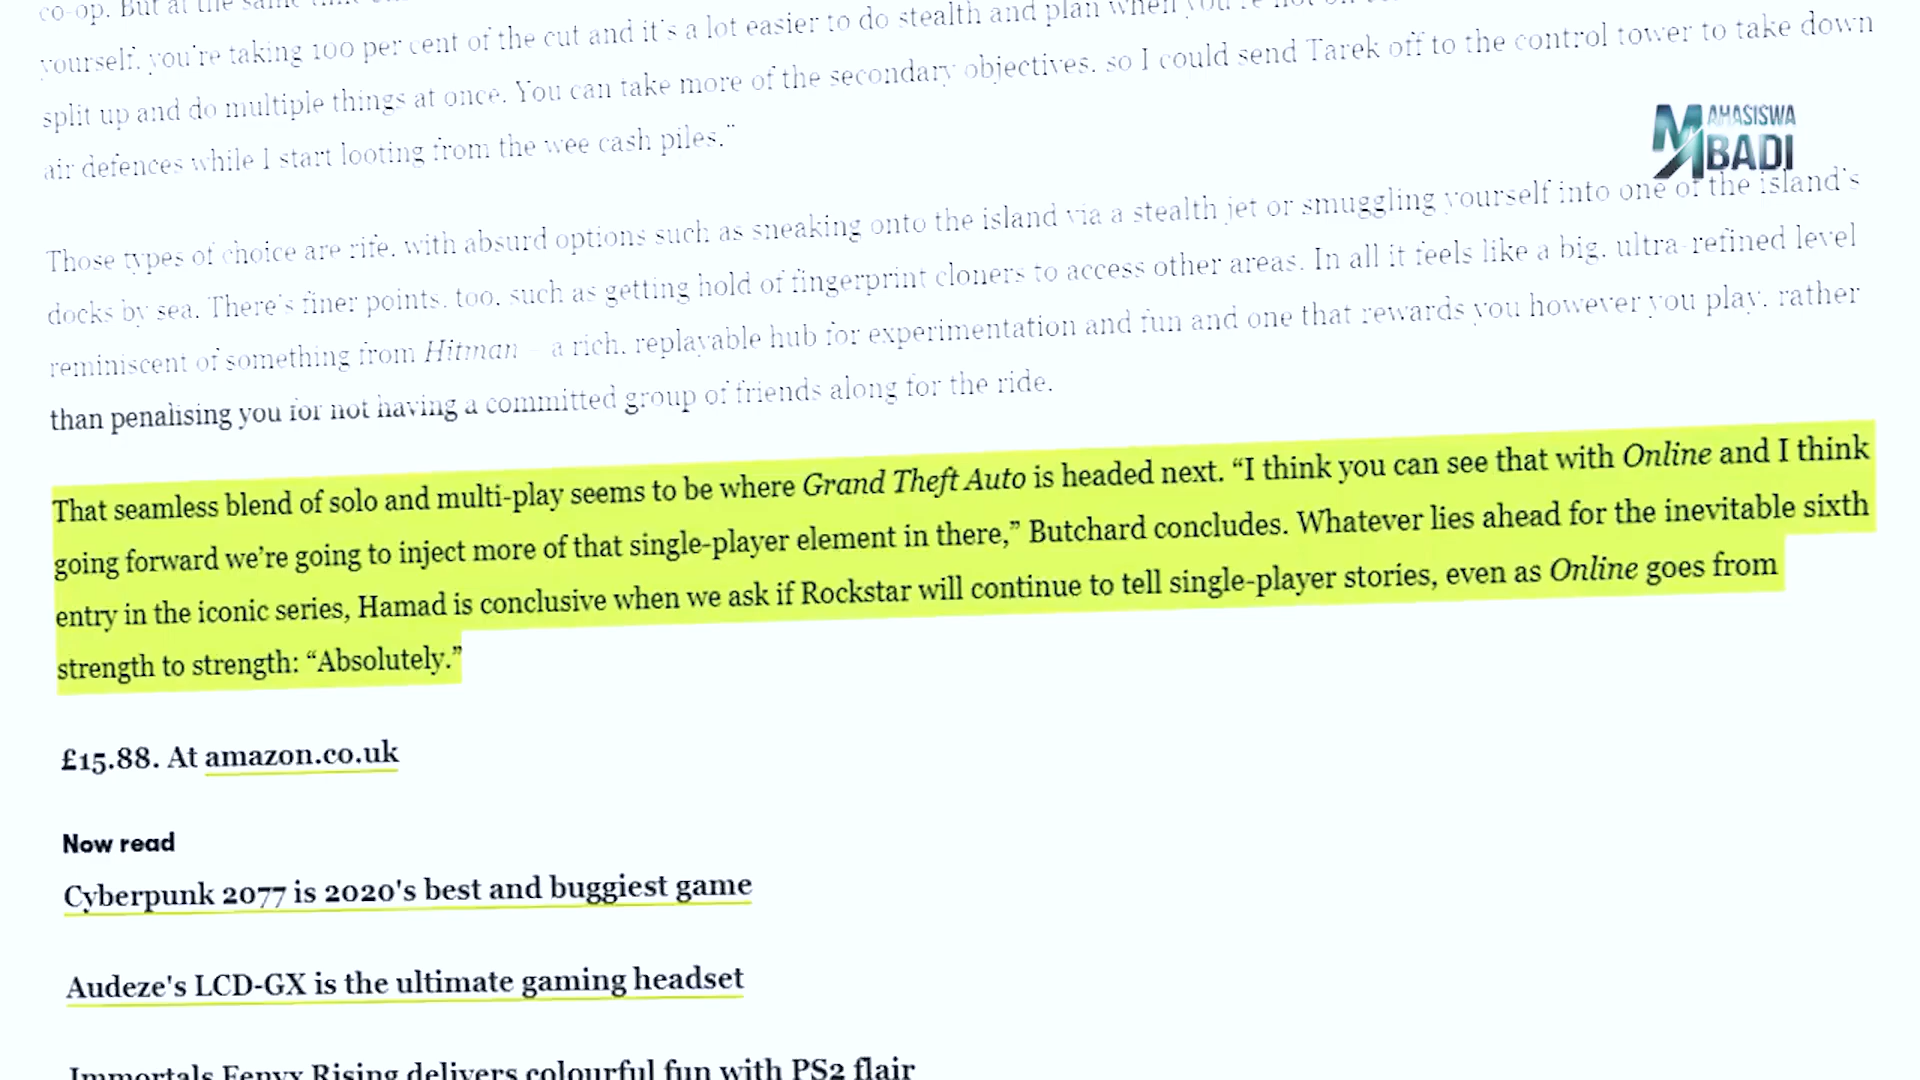 co-op. But at the same
yourself, you're taking 100 per cent of the cut and it's a lot easier to do stealth and plan when you're not
split up and do multiple things at once. You can take more of the secondary objectives, so I could send Tarek off to the control tower to take down
air defences while I start looting from the wee cash piles."
MAHASISWA
ABADI
Those types of choice are rife, with absurd options such as sneaking onto the island via a stealth jet or smuggling yourself into one of the island's
docks by sea. There's finer points, too, such as getting hold of fingerprint cloners to access other areas. In all it feels like a big, ultra-refined level
reminiscent of something from Hitman – a rich, replayable hub for experimentation and fun and one that rewards you however you play, rather
than penalising you for not having a committed group of friends along for the ride.
That seamless blend of solo and multi-play seems to be where Grand Theft Auto is headed next. “I think you can see that with Online and I think
going forward we’re going to inject more of that single-player element in there,” Butchard concludes. Whatever lies ahead for the inevitable sixth
entry in the iconic series, Hamad is conclusive when we ask if Rockstar will continue to tell single-player stories, even as Online goes from
strength to strength: “Absolutely.”
£15.88. At amazon.co.uk
Now read
Cyberpunk 2077 is 2020's best and buggiest game
Audeze's LCD-GX is the ultimate gaming headset
Immortals Fenyx Rising delivers colourful fun with PS2 flair